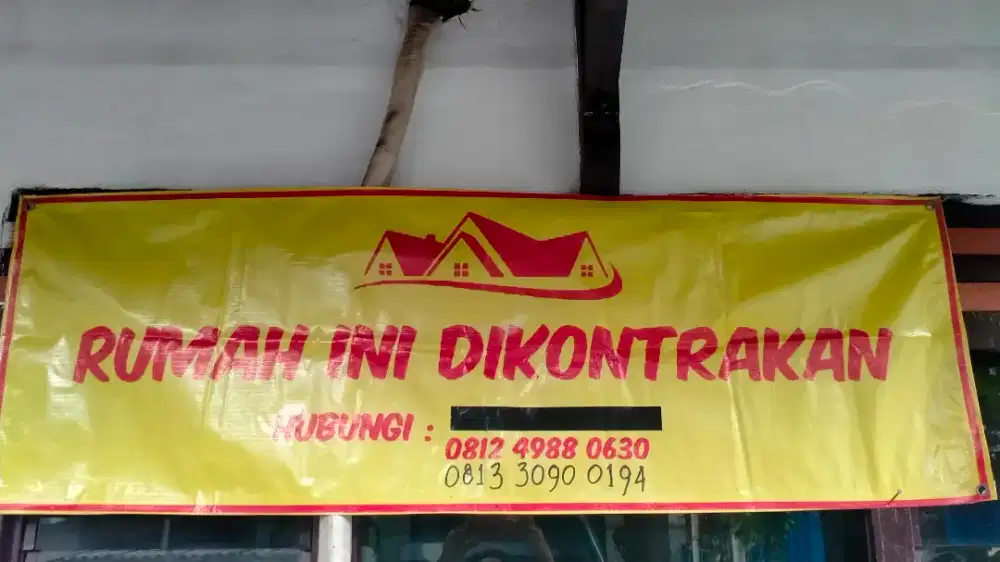 RUMAH INI DIKONTRAKAN
HUBUNGI :
0812 4988 0630
0813 3090 0194